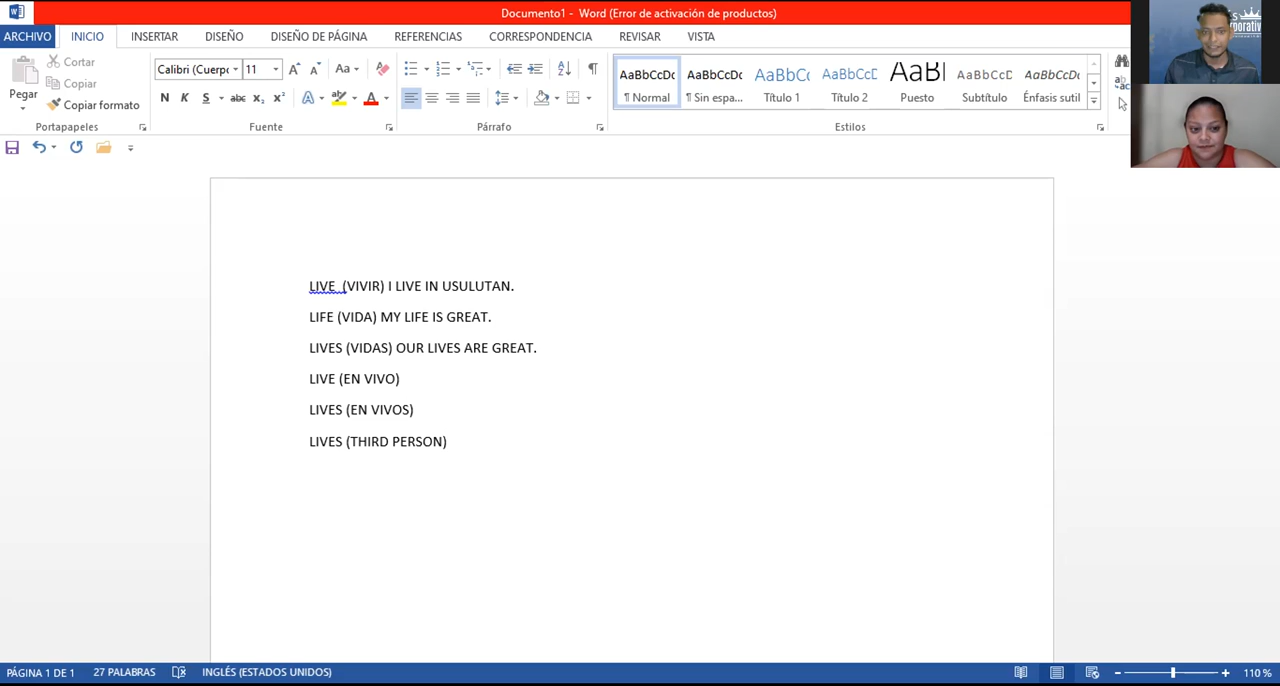 Documento1 - Word (Error de activación de productos)
ARCHIVO INICIO INSERTAR DISEÑO DISEÑO DE PÁGINA REFERENCIAS CORRESPONDENCIA REVISAR VISTA
Pegar
Cortar
Copiar
Copiar formato
Portapapeles
Calibri (Cuerp 11
Fuente
Párrafo
AaBbCcDc AaBbCcDc AaBbCc AaBbCcD AaB AaBbCcD AaBbCcDc
¶ Normal ¶ Sin espa... Título 1 Título 2 Puesto Subtítulo Énfasis sutil
Estilos
LIVE (VIVIR) I LIVE IN USULUTAN.
LIFE (VIDA) MY LIFE IS GREAT.
LIVES (VIDAS) OUR LIVES ARE GREAT.
LIVE (EN VIVO)
LIVES (EN VIVOS)
LIVES (THIRD PERSON)
PÁGINA 1 DE 1 27 PALABRAS INGLÉS (ESTADOS UNIDOS) 110 %